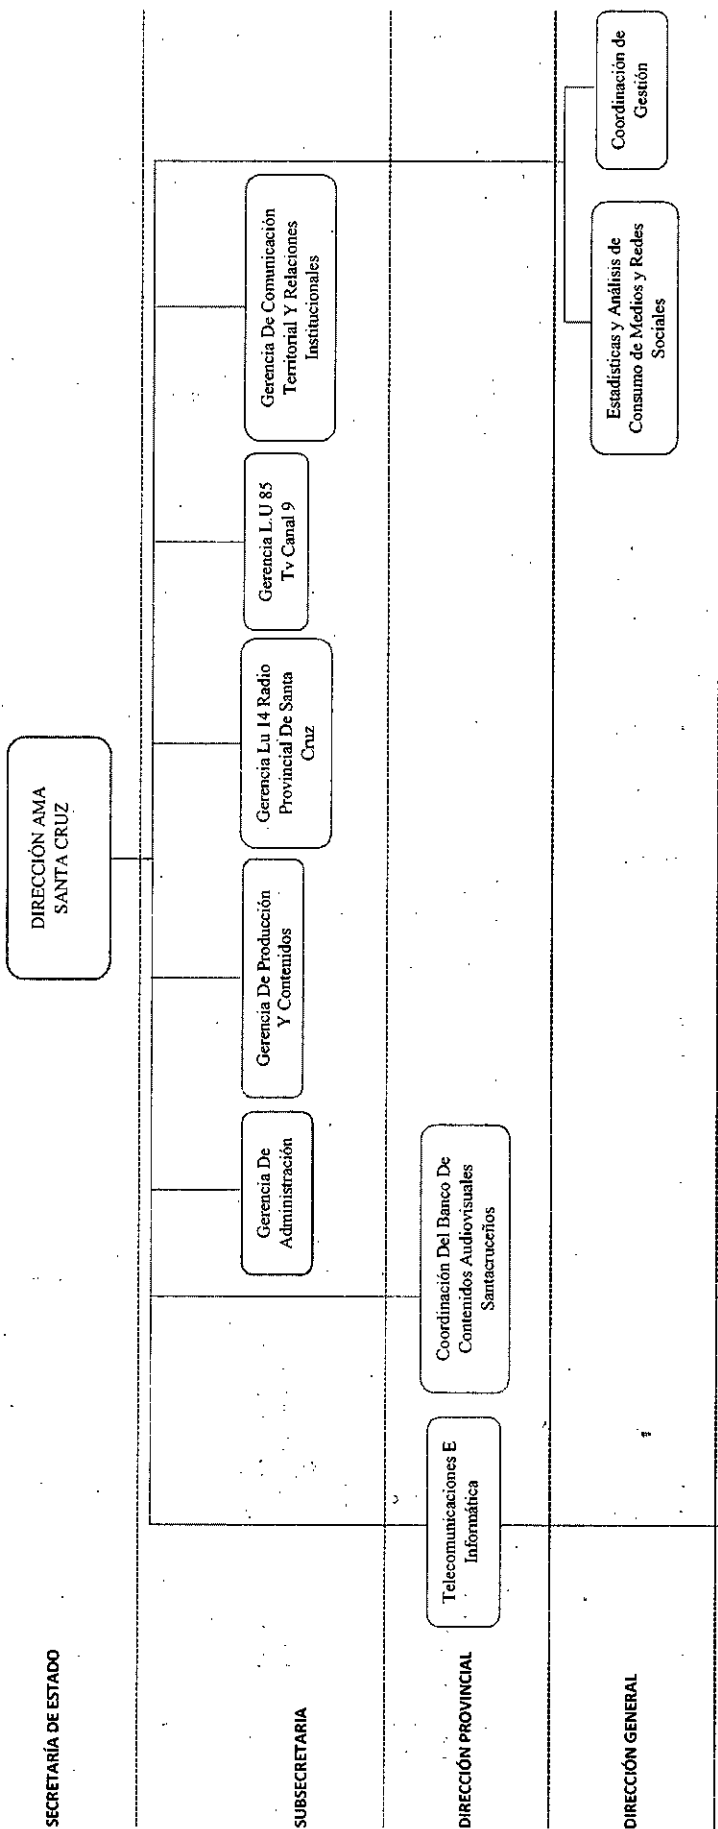 SECRETARÍA DE ESTADO
DIRECCIÓN AMA
SANTA CRUZ
SUBSECRETARIA
Gerencia De
Administración
Gerencia De Producción
Y Contenidos
Gerencia Lu 14 Radio
Provincial De Santa
Cruz
Gerencia L.U 85
Tv Canal 9
Gerencia De Comunicación
Territorial Y Relaciones
Institucionales
DIRECCIÓN PROVINCIAL
Telecomunicaciones E
Informática
Coordinación Del Banco De
Contenidos Audiovisuales
Santacruceños
DIRECCIÓN GENERAL
Estadísticas y Análisis de
Consumo de Medios y Redes
Sociales
Coordinación de
Gestión